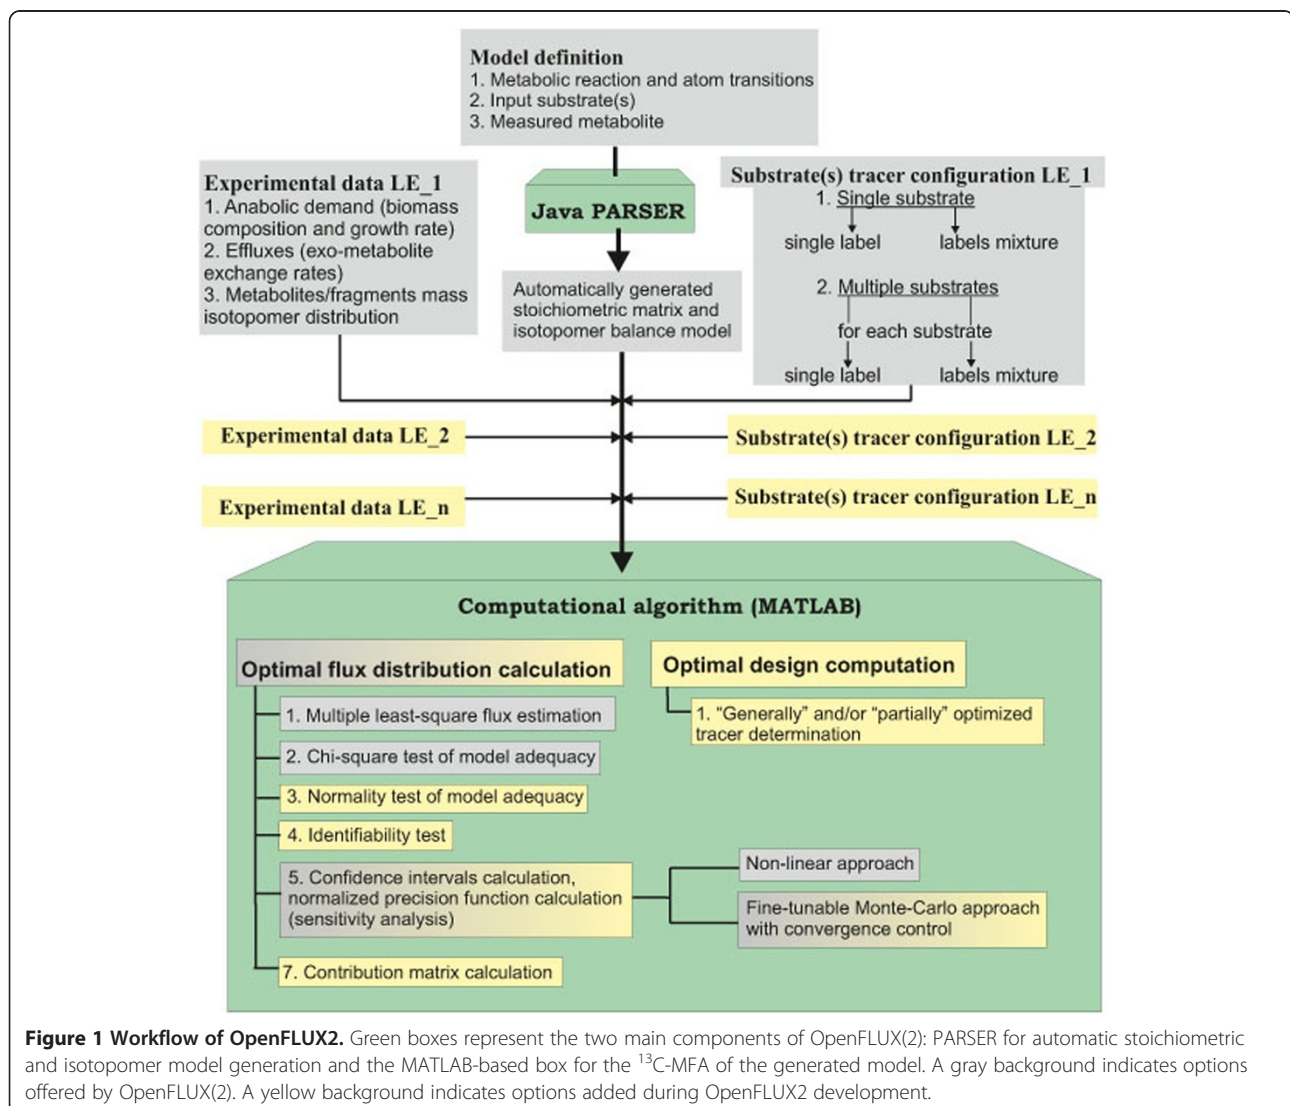 Model definition
1. Metabolic reaction and atom transitions
2. Input substrate(s)
3. Measured metabolite
Experimental data LE_1
1. Anabolic demand (biomass
composition and growth rate)
2. Effluxes (exo-metabolite
exchange rates)
3. Metabolites/fragments mass
isotopomer distribution
Java PARSER
Automatically generated
stoichiometric matrix and
isotopomer balance model
Substrate(s) tracer configuration LE_1
1. Single substrate
single label labels mixture
2. Multiple substrates
for each substrate
single label labels mixture
Experimental data LE_2
Substrate(s) tracer configuration LE_2
Experimental data LE_n
Substrate(s) tracer configuration LE_n
Computational algorithm (MATLAB)
Optimal flux distribution calculation
1. Multiple least-square flux estimation
2. Chi-square test of model adequacy
3. Normality test of model adequacy
4. Identifiability test
5. Confidence intervals calculation,
normalized precision function calculation
(sensitivity analysis)
7. Contribution matrix calculation
Optimal design computation
1. "Generally" and/or "partially" optimized
tracer determination
Non-linear approach
Fine-tunable Monte-Carlo approach
with convergence control
Figure 1 Workflow of OpenFLUX2. Green boxes represent the two main components of OpenFLUX(2): PARSER for automatic stoichiometric
and isotopomer model generation and the MATLAB-based box for the ¹³C-MFA of the generated model. A gray background indicates options
offered by OpenFLUX(2). A yellow background indicates options added during OpenFLUX2 development.